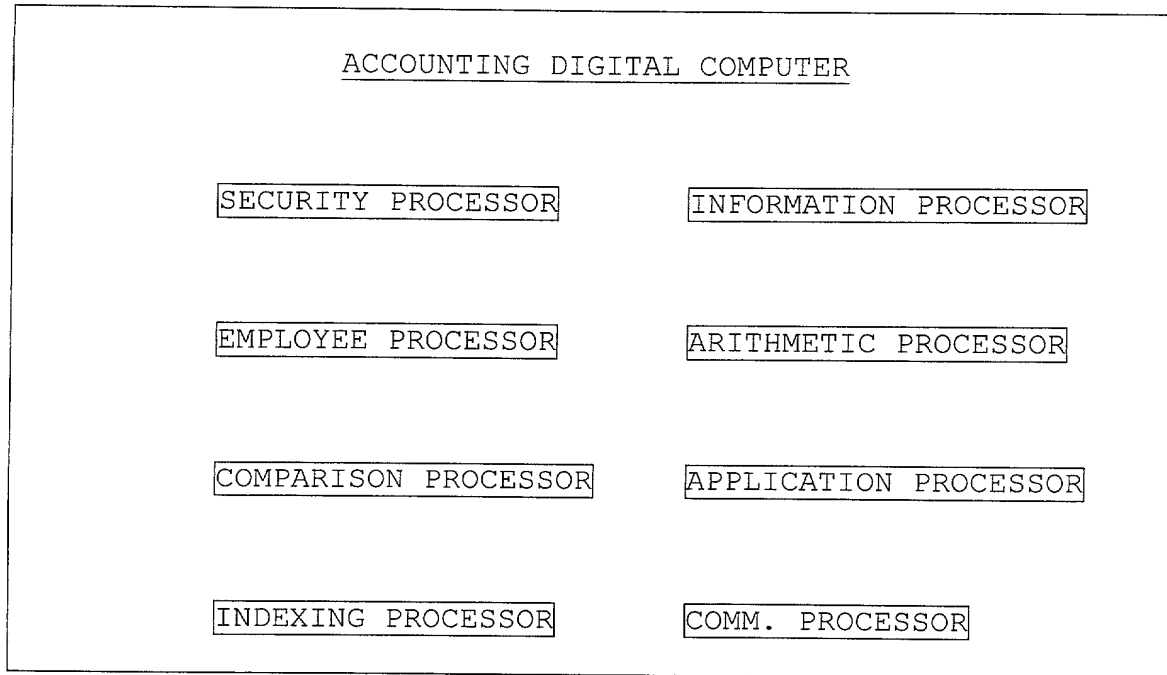 ACCOUNTING DIGITAL COMPUTER
SECURITY PROCESSOR
INFORMATION PROCESSOR
EMPLOYEE PROCESSOR
ARITHMETIC PROCESSOR
COMPARISON PROCESSOR
APPLICATION PROCESSOR
INDEXING PROCESSOR
COMM. PROCESSOR